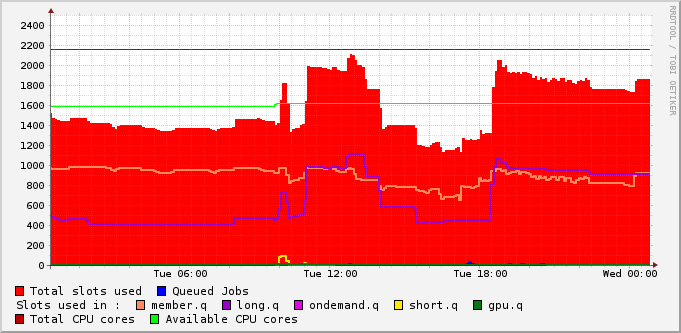 RRDTOOL / TOBI OETIKER
2400
2200
2000
1800
1600
1400
1200
1000
800
600
400
200
0
Tue 06:00 Tue 12:00 Tue 18:00 Wed 00:00
Total slots used Queued Jobs
Slots used in : member.q long.q ondemand.q short.q gpu.q
Total CPU cores Available CPU cores